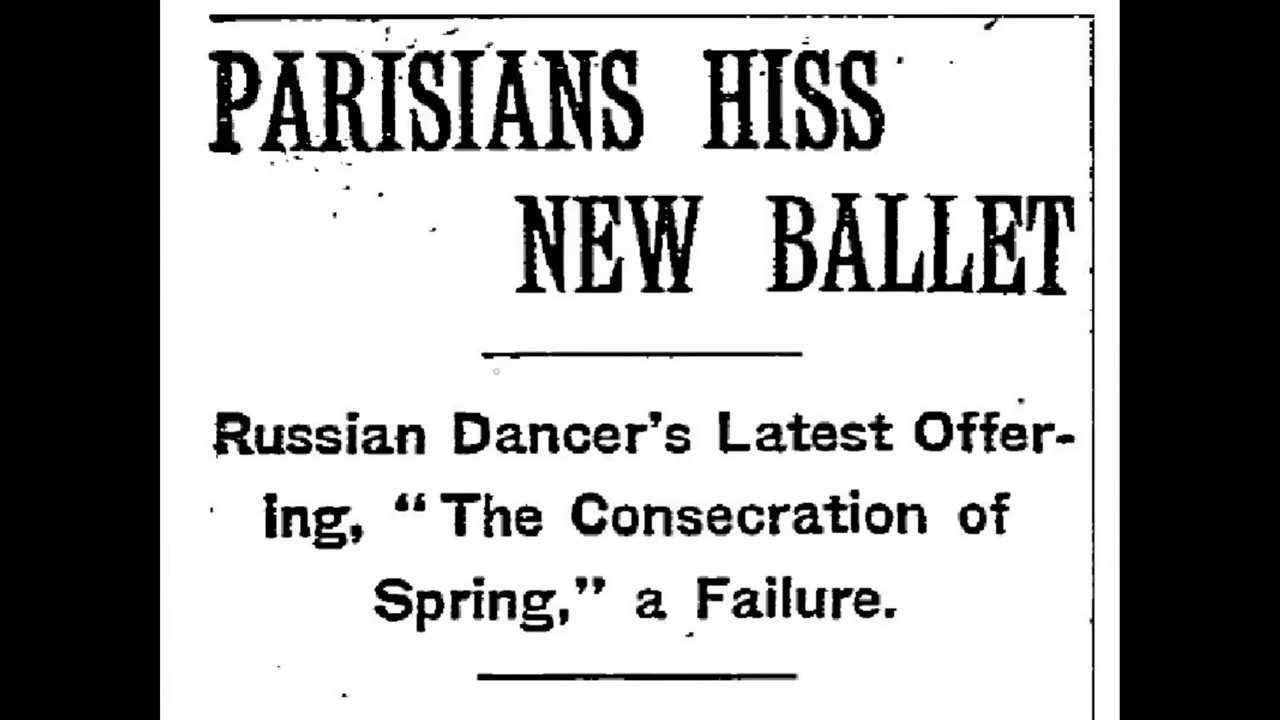 PARISIANS HISS
NEW BALLET
Russian Dancer's Latest Offer-
ing, "The Consecration of
Spring," a Failure.